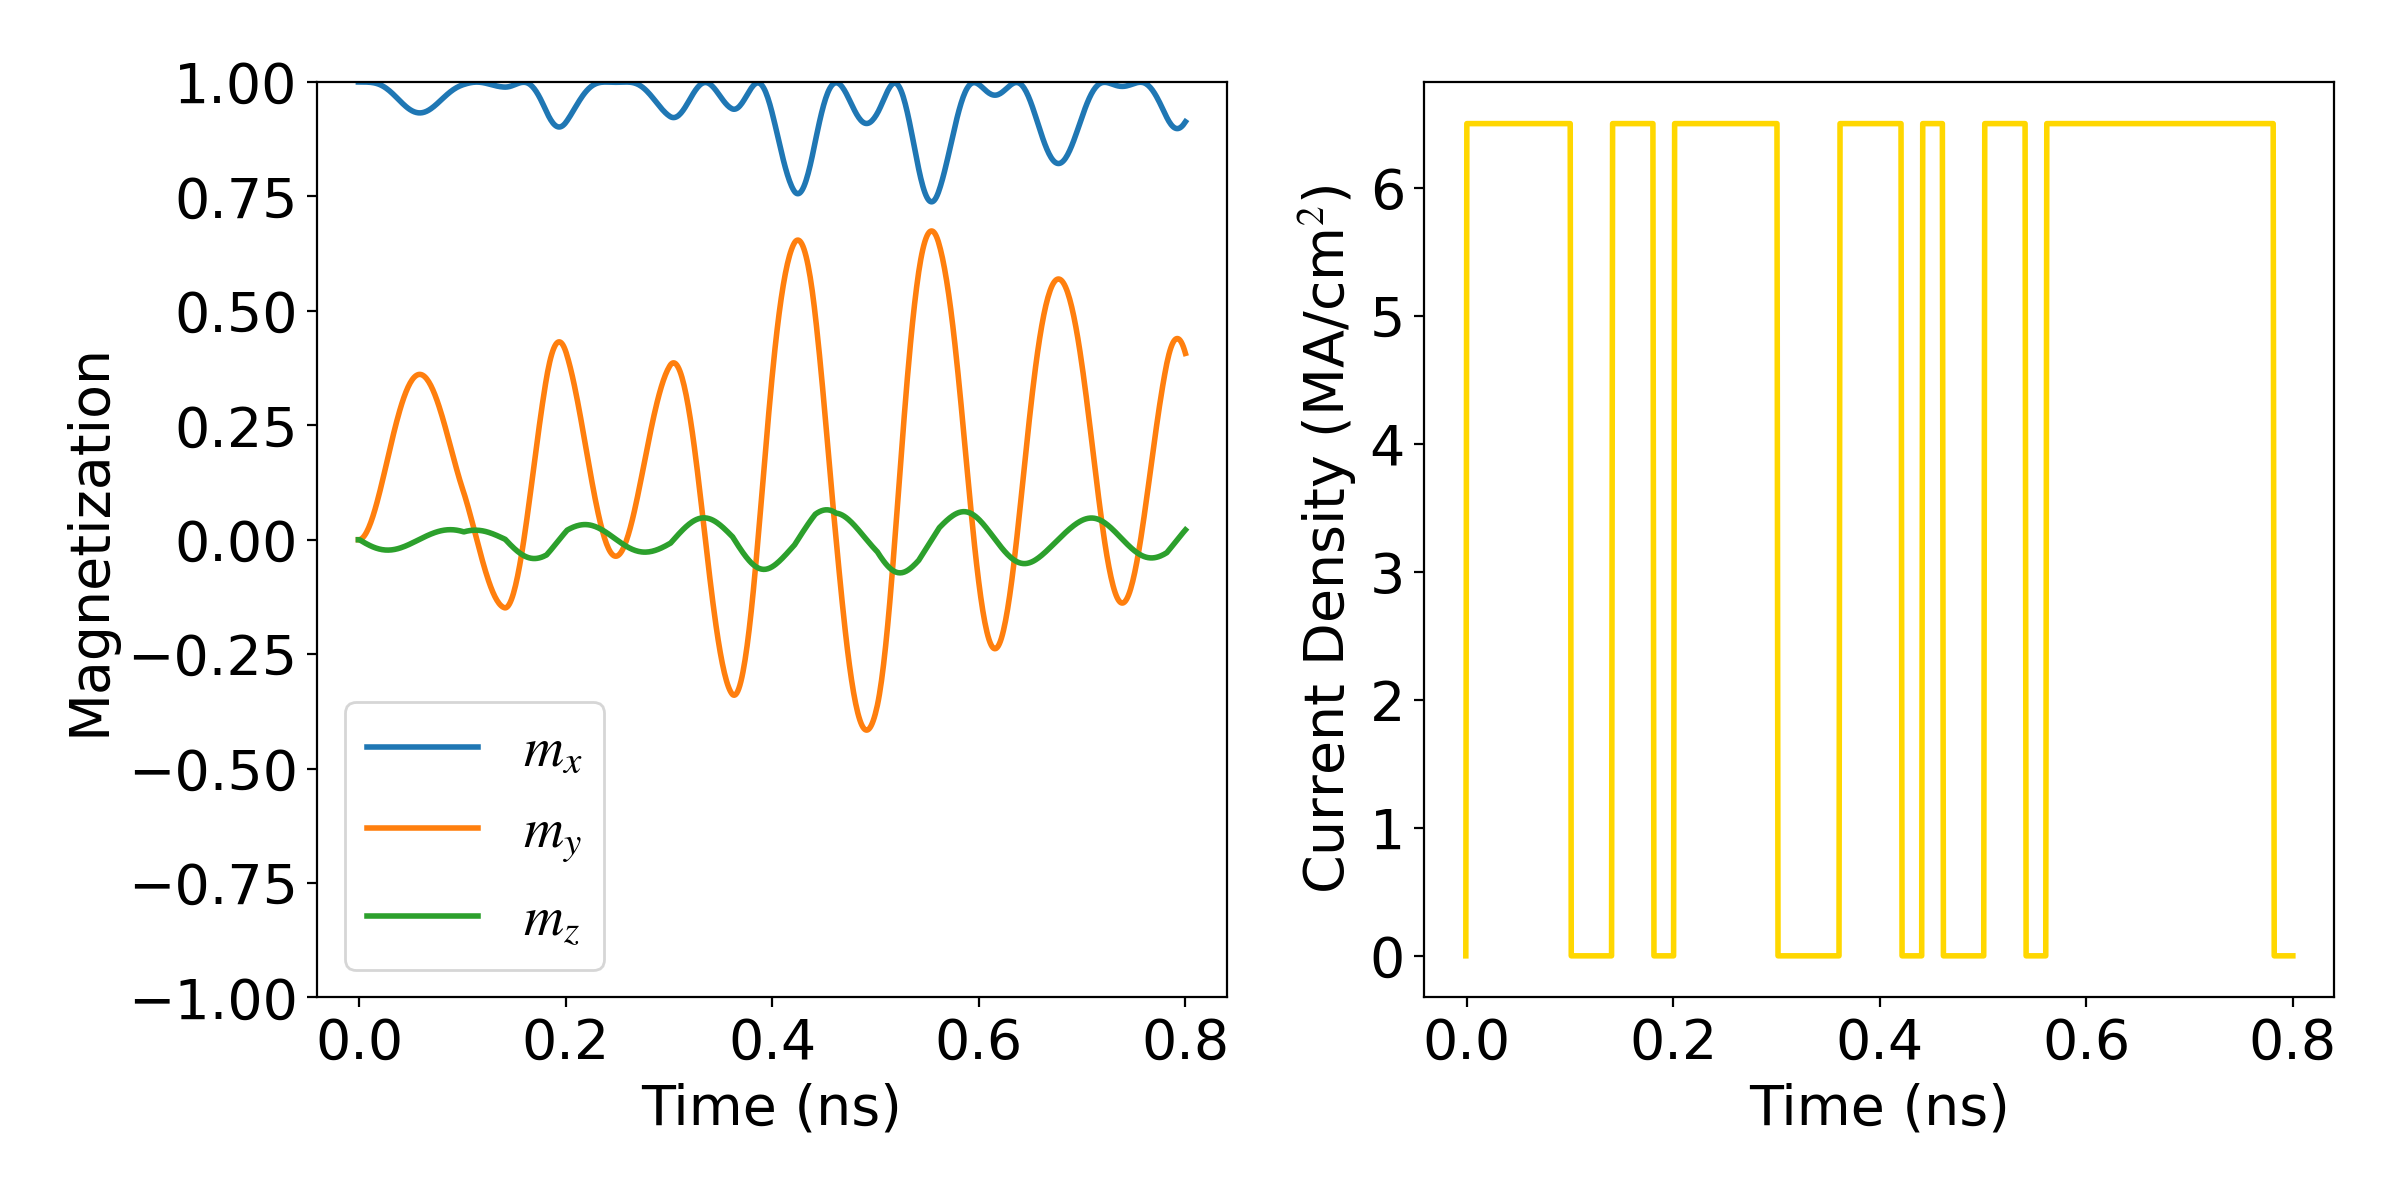 1.00
0.75
0.50
0.25
0.00
−0.25
−0.50
−0.75
−1.00
Magnetization
m_x
m_y
m_z
0.0 0.2 0.4 0.6 0.8
Time (ns)
6
5
4
3
2
1
0
Current Density (MA/cm²)
0.0 0.2 0.4 0.6 0.8
Time (ns)